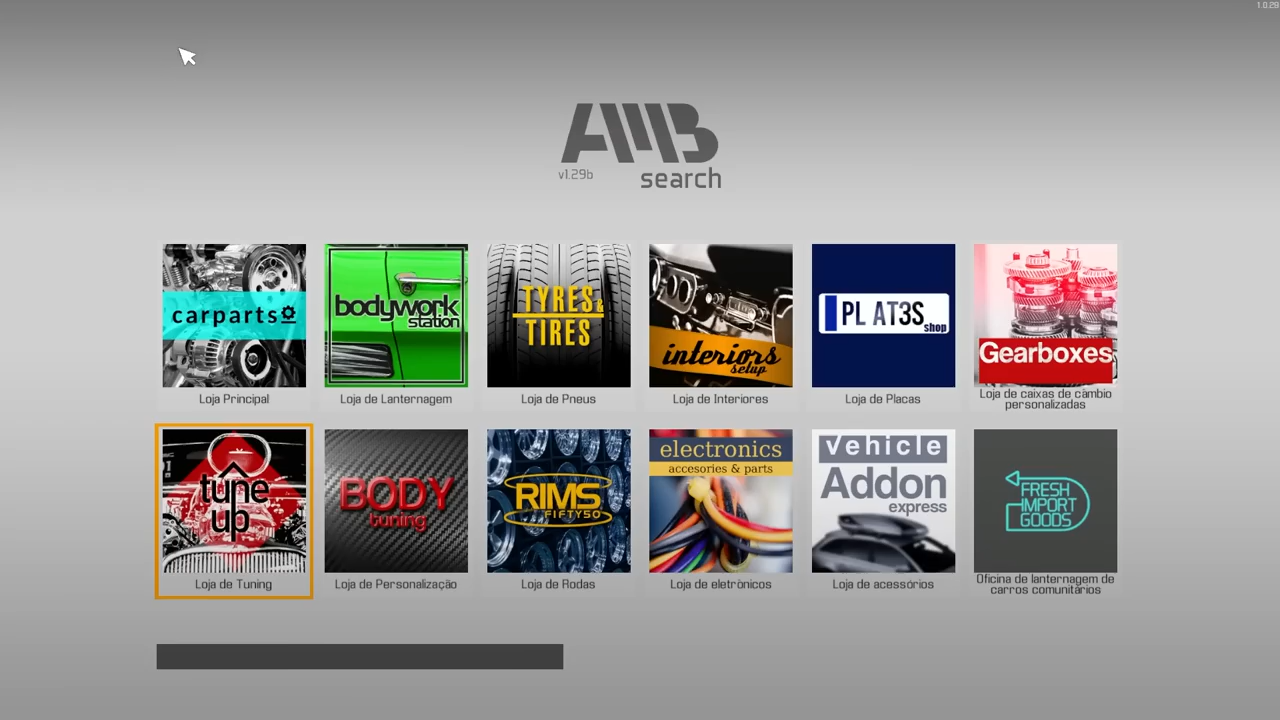 1.0.29
AMB
v1.29b
search
carparts
bodywork
station
TYRES&
TIRES
interiors
setup
PL AT3S
shop
Gearboxes
Loja Principal
Loja de Lanternagem
Loja de Pneus
Loja de Interiores
Loja de Placas
Loja de caixas de câmbio
personalizadas
tune
up
BODY
tuning
RIMS
FIFTY50
electronics
accesories & parts
vehicle
Addon
express
FRESH
IMPORT
GOODS
Loja de Tuning
Loja de Personalização
Loja de Rodas
Loja de eletrônicos
Loja de acessórios
Oficina de lanternagem de
carros comunitários